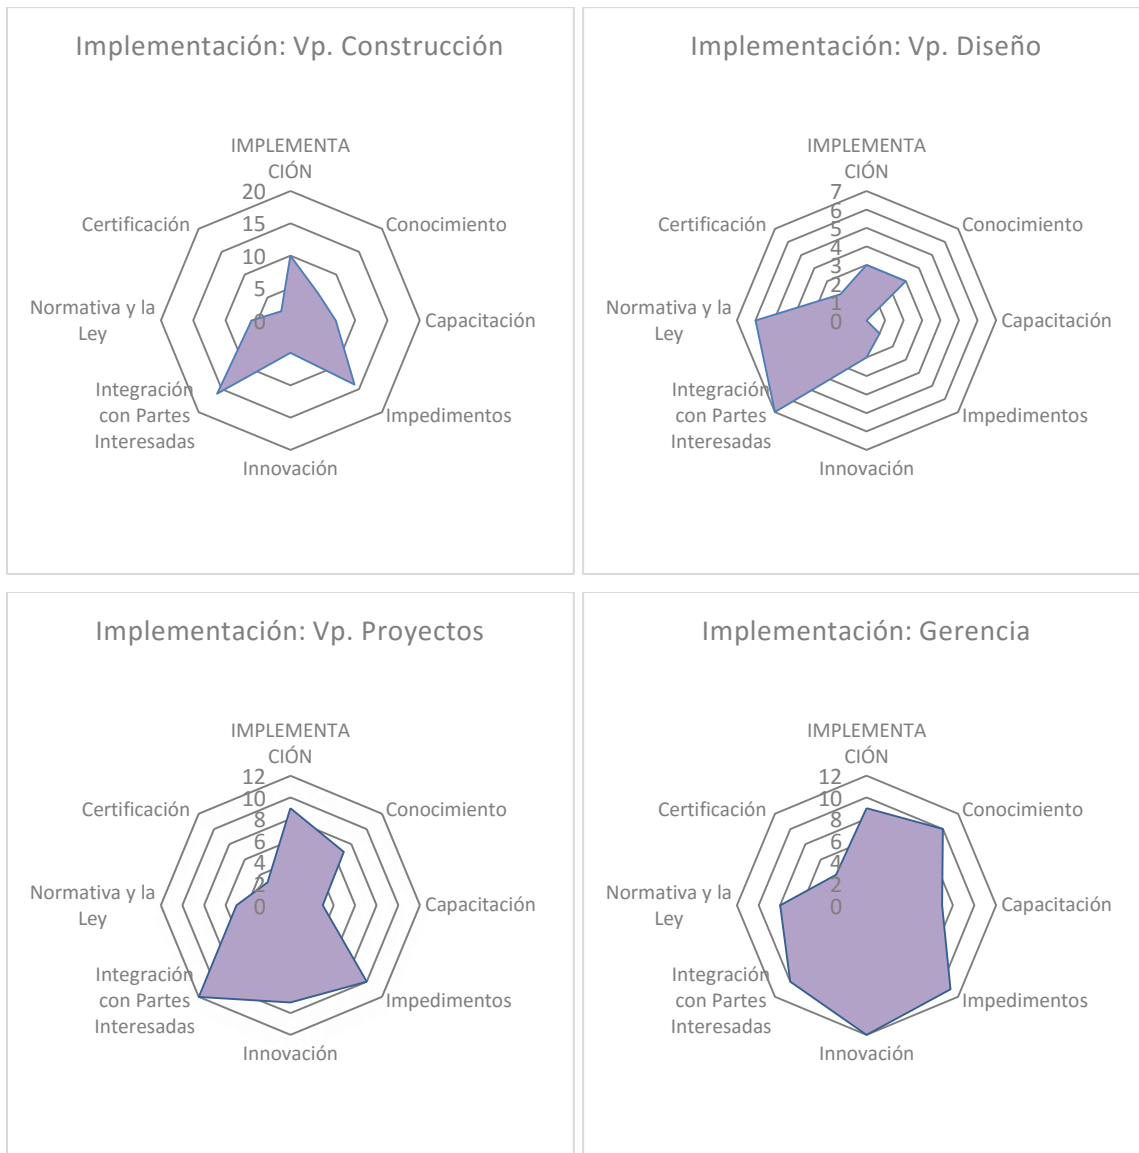 Implementación: Vp. Construcción
IMPLEMENTA
CIÓN
20
15
10
5
0
Certificación
Conocimiento
Normativa y la
Ley
Capacitación
Integración
con Partes
Interesadas
Impedimentos
Innovación
Implementación: Vp. Diseño
IMPLEMENTA
CIÓN
7
6
5
4
3
2
1
0
Certificación
Conocimiento
Normativa y la
Ley
Capacitación
Integración
con Partes
Interesadas
Impedimentos
Innovación
Implementación: Vp. Proyectos
IMPLEMENTA
CIÓN
12
10
8
6
4
2
0
Certificación
Conocimiento
Normativa y la
Ley
Capacitación
Integración
con Partes
Interesadas
Impedimentos
Innovación
Implementación: Gerencia
IMPLEMENTA
CIÓN
12
10
8
6
4
2
0
Certificación
Conocimiento
Normativa y la
Ley
Capacitación
Integración
con Partes
Interesadas
Impedimentos
Innovación